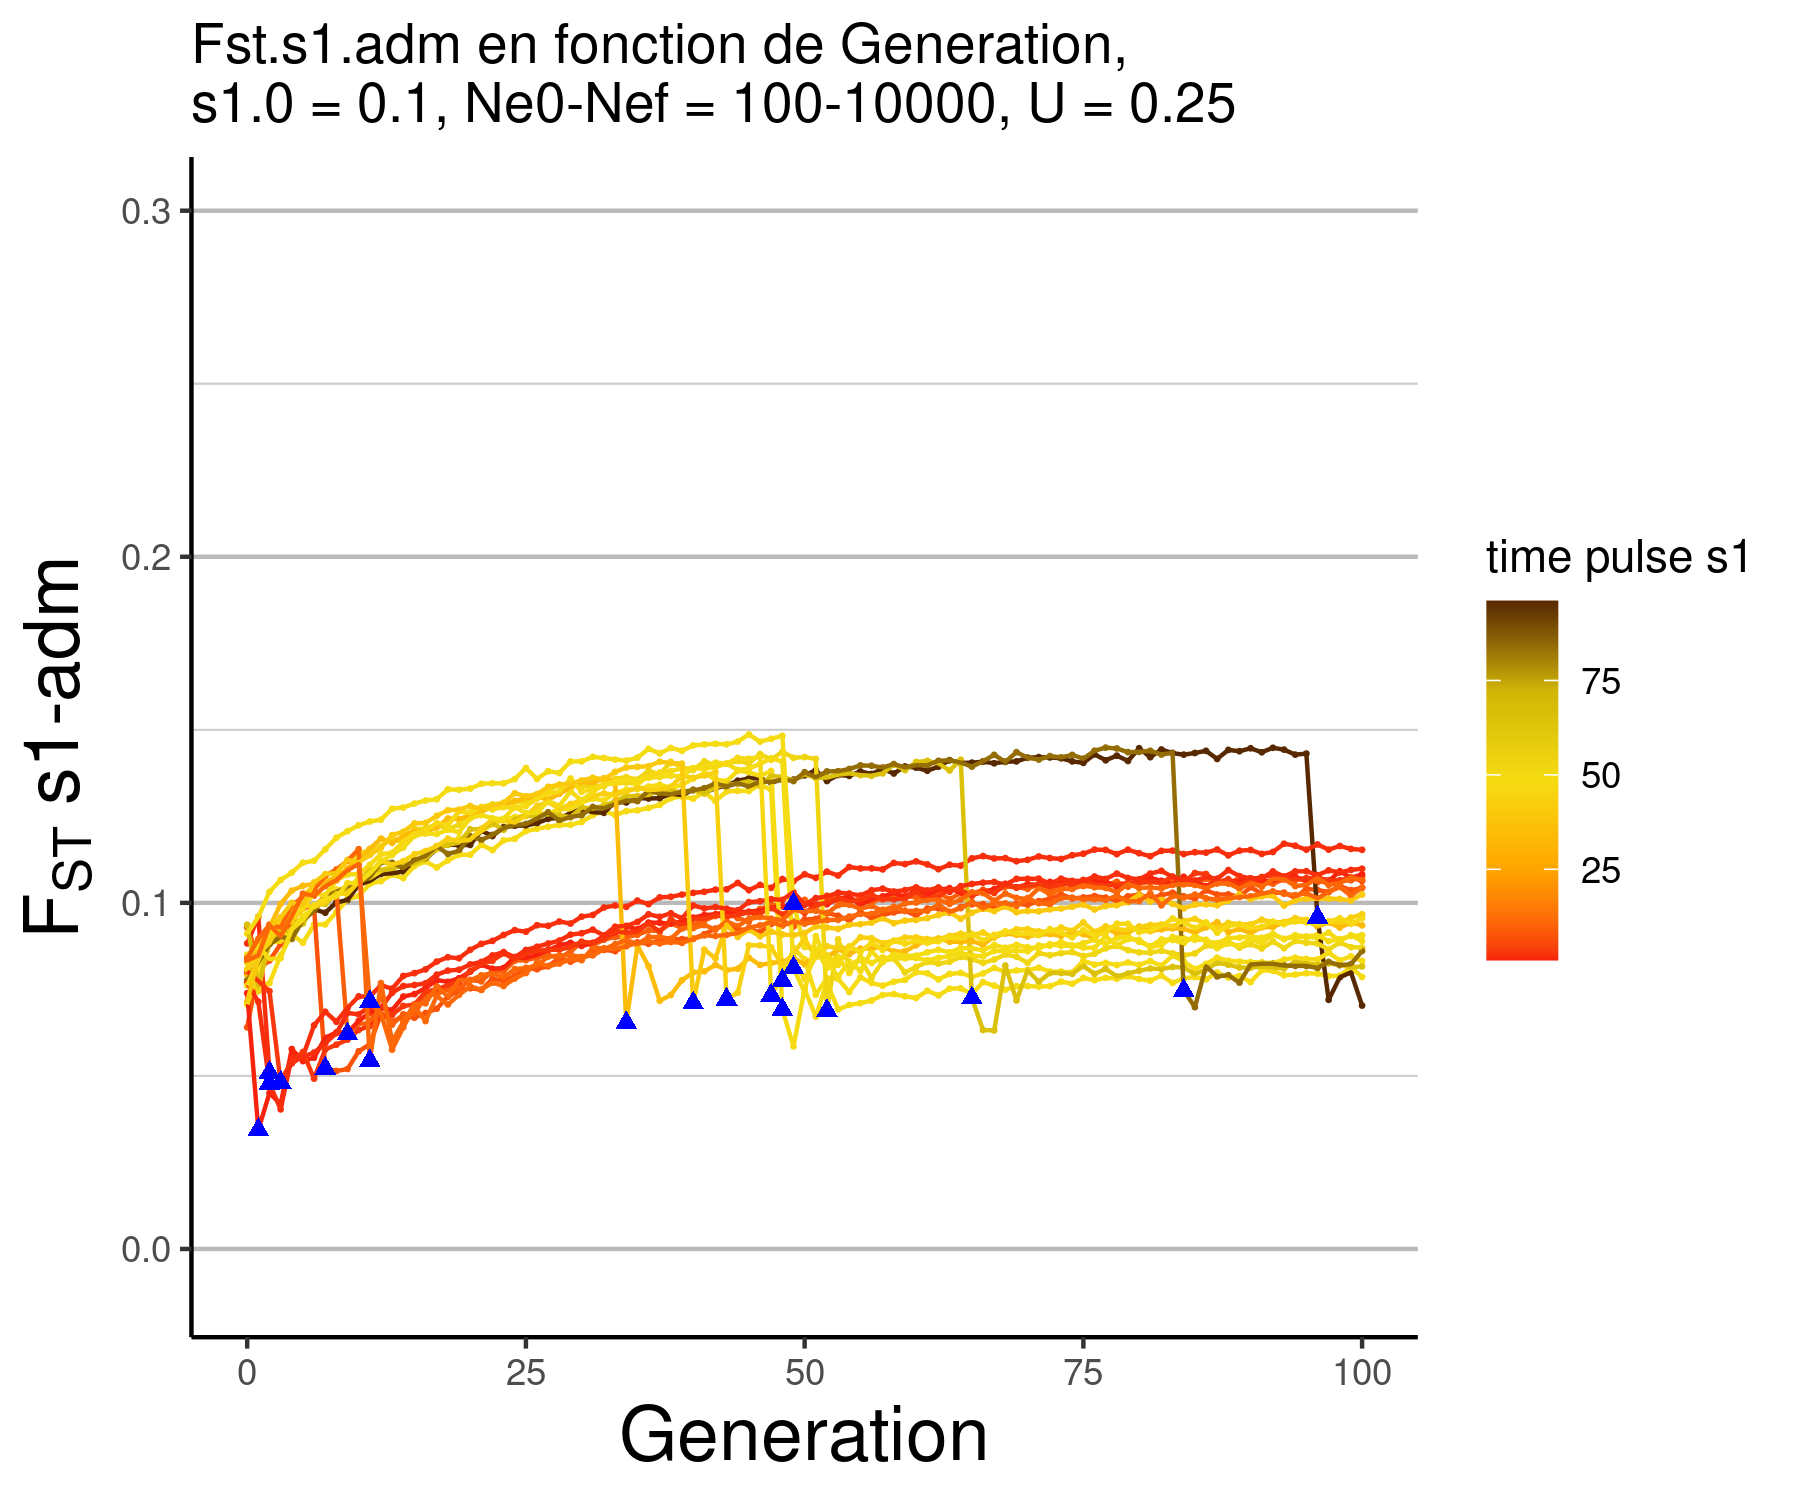 Fst.s1.adm en fonction de Generation,
s1.0 = 0.1, Ne0-Nef = 100-10000, U = 0.25
0.3
0.2
0.1
0.0
FST s1-adm
0 25 50 75 100
Generation
time pulse s1
75
50
25